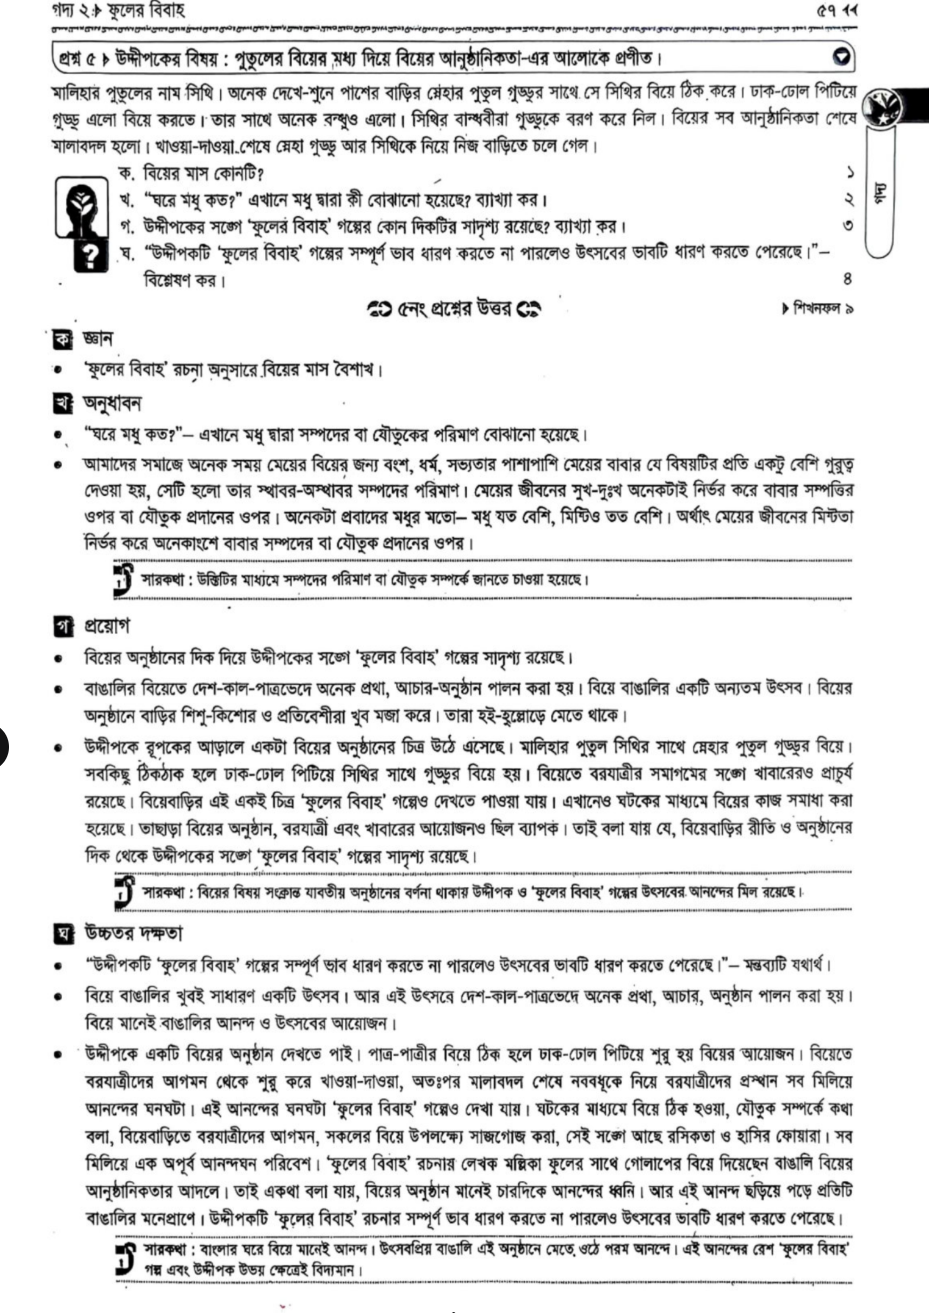 গদ্য ২ ▸ ফুলের বিবাহ
৫৭
প্রশ্ন ৫ ▸ উদ্দীপকের বিষয় : পুতুলের বিয়ের মধ্য দিয়ে বিয়ের আনুষ্ঠানিকতা-এর আলোকে প্রণীত।
মালিহার পুতুলের নাম সিথি। অনেক দেখে-শুনে পাশের বাড়ির স্নেহার পুতুল গুড্ডুর সাথে সে সিথির বিয়ে ঠিক করে। ঢাক-ঢোল পিটিয়ে
গুড্ডু এলো বিয়ে করতে। তার সাথে অনেক বন্ধুও এলো। সিথির বান্ধবীরা গুড্ডুকে বরণ করে নিল। বিয়ের সব আনুষ্ঠানিকতা শেষে
মালাবদল হলো। খাওয়া-দাওয়া শেষে স্নেহা গুড্ডু আর সিথিকে নিয়ে নিজ বাড়িতে চলে গেল।
ক. বিয়ের মাস কোনটি? ১
খ. “ঘরে মধু কত?” এখানে মধু দ্বারা কী বোঝানো হয়েছে? ব্যাখ্যা কর। ২
গ. উদ্দীপকের সঙ্গে ‘ফুলের বিবাহ’ গল্পের কোন দিকটির সাদৃশ্য রয়েছে? ব্যাখ্যা কর। ৩
ঘ. “উদ্দীপকটি ‘ফুলের বিবাহ’ গল্পের সম্পূর্ণ ভাব ধারণ করতে না পারলেও উৎসবের ভাবটি ধারণ করতে পেরেছে।”–
বিশ্লেষণ কর। ৪
গদ্য
?
৫নং প্রশ্নের উত্তর
▸ শিখনফল ৯
ক জ্ঞান
• ‘ফুলের বিবাহ’ রচনা অনুসারে বিয়ের মাস বৈশাখ।
খ অনুধাবন
• “ঘরে মধু কত?”– এখানে মধু দ্বারা সম্পদের বা যৌতুকের পরিমাণ বোঝানো হয়েছে।
• আমাদের সমাজে অনেক সময় মেয়ের বিয়ের জন্য বংশ, ধর্ম, সভ্যতার পাশাপাশি মেয়ের বাবার যে বিষয়টির প্রতি একটু বেশি গুরুত্ব
দেওয়া হয়, সেটি হলো তার স্থাবর-অস্থাবর সম্পদের পরিমাণ। মেয়ের জীবনের সুখ-দুঃখ অনেকটাই নির্ভর করে বাবার সম্পত্তির
ওপর বা যৌতুক প্রদানের ওপর। অনেকটা প্রবাদের মধুর মতো– মধু যত বেশি, মিষ্টিও তত বেশি। অর্থাৎ মেয়ের জীবনের মিষ্টতা
নির্ভর করে অনেকাংশে বাবার সম্পদের বা যৌতুক প্রদানের ওপর।
সারকথা : উক্তিটির মাধ্যমে সম্পদের পরিমাণ বা যৌতুক সম্পর্কে জানতে চাওয়া হয়েছে।
গ প্রয়োগ
• বিয়ের অনুষ্ঠানের দিক দিয়ে উদ্দীপকের সঙ্গে ‘ফুলের বিবাহ’ গল্পের সাদৃশ্য রয়েছে।
• বাঙালির বিয়েতে দেশ-কাল-পাত্রভেদে অনেক প্রথা, আচার-অনুষ্ঠান পালন করা হয়। বিয়ে বাঙালির একটি অন্যতম উৎসব। বিয়ের
অনুষ্ঠানে বাড়ির শিশু-কিশোর ও প্রতিবেশীরা খুব মজা করে। তারা হই-হুল্লোড়ে মেতে থাকে।
• উদ্দীপকে রূপকের আড়ালে একটা বিয়ের অনুষ্ঠানের চিত্র উঠে এসেছে। মালিহার পুতুল সিথির সাথে স্নেহার পুতুল গুড্ডুর বিয়ে।
সবকিছু ঠিকঠাক হলে ঢাক-ঢোল পিটিয়ে সিথির সাথে গুড্ডুর বিয়ে হয়। বিয়েতে বরযাত্রীর সমাগমের সঙ্গে খাবারেরও প্রাচুর্য
রয়েছে। বিয়েবাড়ির এই একই চিত্র ‘ফুলের বিবাহ’ গল্পেও দেখতে পাওয়া যায়। এখানেও ঘটকের মাধ্যমে বিয়ের কাজ সমাধা করা
হয়েছে। তাছাড়া বিয়ের অনুষ্ঠান, বরযাত্রী এবং খাবারের আয়োজনও ছিল ব্যাপক। তাই বলা যায় যে, বিয়েবাড়ির রীতি ও অনুষ্ঠানের
দিক থেকে উদ্দীপকের সঙ্গে ‘ফুলের বিবাহ’ গল্পের সাদৃশ্য রয়েছে।
সারকথা : বিয়ের বিষয় সংক্রান্ত যাবতীয় অনুষ্ঠানের বর্ণনা থাকায় উদ্দীপক ও ‘ফুলের বিবাহ’ গল্পের উৎসবের আনন্দের মিল রয়েছে।
ঘ উচ্চতর দক্ষতা
• “উদ্দীপকটি ‘ফুলের বিবাহ’ গল্পের সম্পূর্ণ ভাব ধারণ করতে না পারলেও উৎসবের ভাবটি ধারণ করতে পেরেছে।”– মন্তব্যটি যথার্থ।
• বিয়ে বাঙালির খুবই সাধারণ একটি উৎসব। আর এই উৎসবে দেশ-কাল-পাত্রভেদে অনেক প্রথা, আচার, অনুষ্ঠান পালন করা হয়।
বিয়ে মানেই বাঙালির আনন্দ ও উৎসবের আয়োজন।
• উদ্দীপকে একটি বিয়ের অনুষ্ঠান দেখতে পাই। পাত্র-পাত্রীর বিয়ে ঠিক হলে ঢাক-ঢোল পিটিয়ে শুরু হয় বিয়ের আয়োজন। বিয়েতে
বরযাত্রীদের আগমন থেকে শুরু করে খাওয়া-দাওয়া, অতঃপর মালাবদল শেষে নববধূকে নিয়ে বরযাত্রীদের প্রস্থান সব মিলিয়ে
আনন্দের ঘনঘটা। এই আনন্দের ঘনঘটা ‘ফুলের বিবাহ’ গল্পেও দেখা যায়। ঘটকের মাধ্যমে বিয়ে ঠিক হওয়া, যৌতুক সম্পর্কে কথা
বলা, বিয়েবাড়িতে বরযাত্রীদের আগমন, সকলের বিয়ে উপলক্ষ্যে সাজগোজ করা, সেই সঙ্গে আছে রসিকতা ও হাসির ফোয়ারা। সব
মিলিয়ে এক অপূর্ব আনন্দঘন পরিবেশ। ‘ফুলের বিবাহ’ রচনার লেখক মল্লিকা ফুলের সাথে গোলাপের বিয়ে দিয়েছেন বাঙালি বিয়ের
আনুষ্ঠানিকতার আদলে। তাই একথা বলা যায়, বিয়ের অনুষ্ঠান মানেই চারদিকে আনন্দের ধ্বনি। আর এই আনন্দ ছড়িয়ে পড়ে প্রতিটি
বাঙালির মনেপ্রাণে। উদ্দীপকটি ‘ফুলের বিবাহ’ রচনার সম্পূর্ণ ভাব ধারণ করতে না পারলেও উৎসবের ভাবটি ধারণ করতে পেরেছে।
সারকথা : বাংলার ঘরে বিয়ে মানেই আনন্দ। উৎসবপ্রিয় বাঙালি এই অনুষ্ঠানে মেতে ওঠে পরম আনন্দে। এই আনন্দের রেশ ‘ফুলের বিবাহ’
গল্প এবং উদ্দীপক উভয় ক্ষেত্রেই বিদ্যমান।